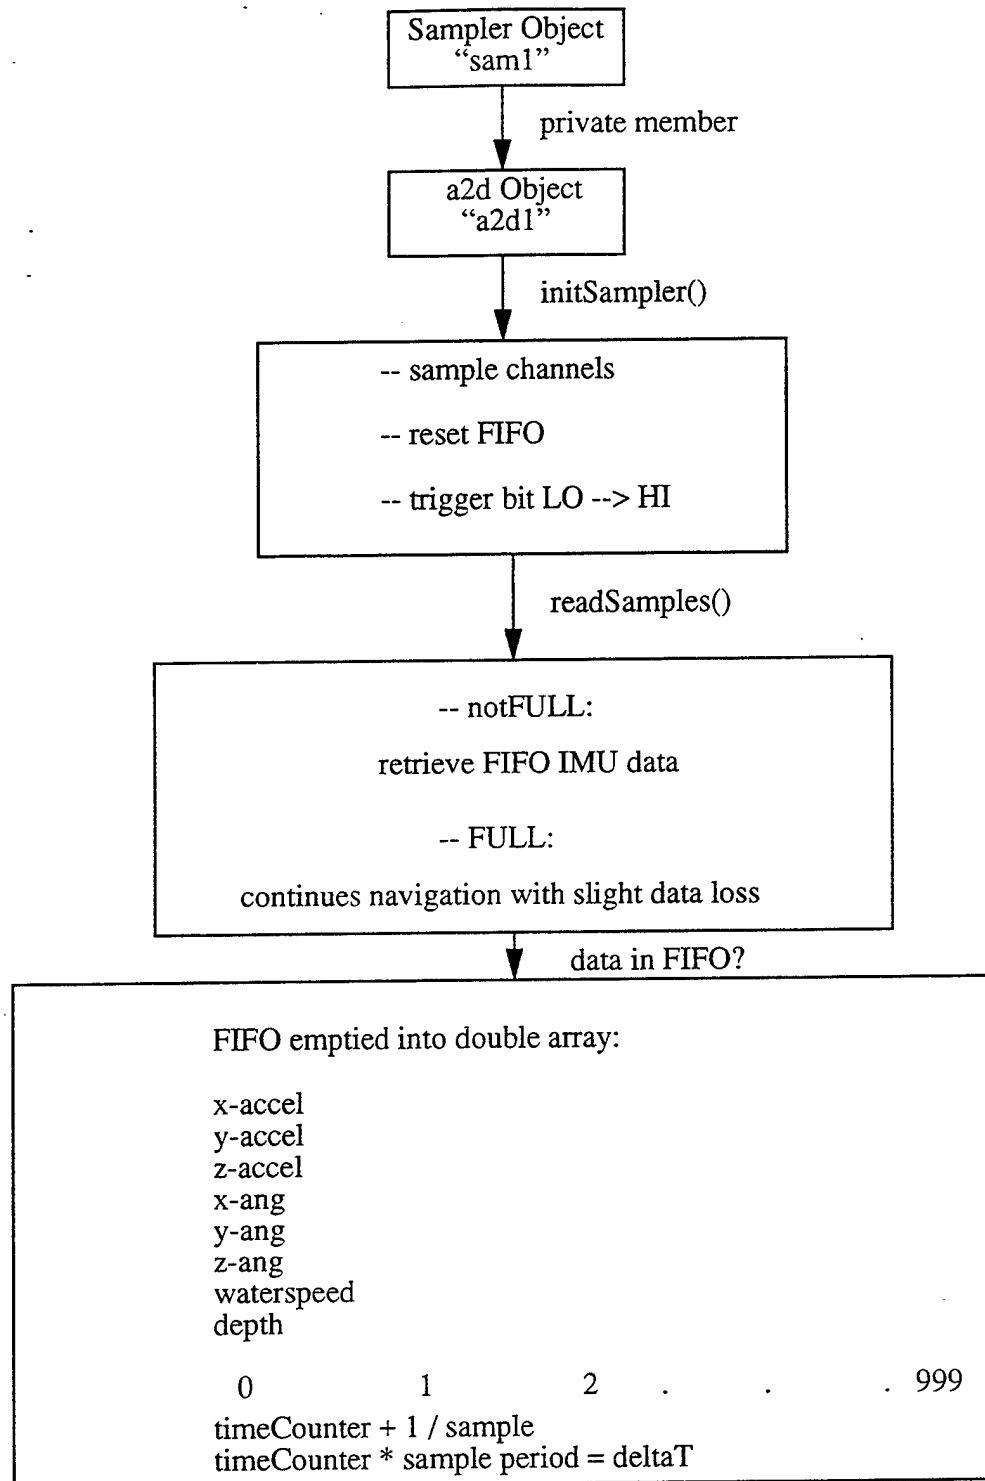 Sampler Object
“sam1”
private member
a2d Object
“a2d1”
initSampler()
-- sample channels
-- reset FIFO
-- trigger bit LO --> HI
readSamples()
-- notFULL:
retrieve FIFO IMU data
-- FULL:
continues navigation with slight data loss
data in FIFO?
FIFO emptied into double array:
x-accel
y-accel
z-accel
x-ang
y-ang
z-ang
waterspeed
depth
0 1 2 . . . 999
timeCounter + 1 / sample
timeCounter * sample period = deltaT